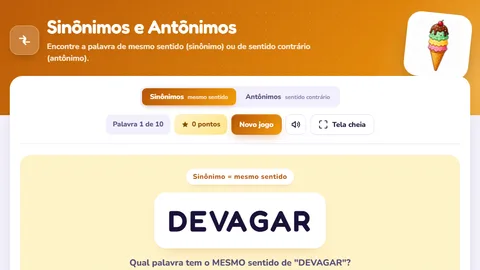 Sinônimos e Antônimos
Encontre a palavra de mesmo sentido (sinônimo) ou de sentido contrário
(antônimo).
Sinônimos mesmo sentido Antônimos sentido contrário
Palavra 1 de 10 ★ 0 pontos Novo jogo Tela cheia
Sinônimo = mesmo sentido
DEVAGAR
Qual palavra tem o MESMO sentido de "DEVAGAR"?